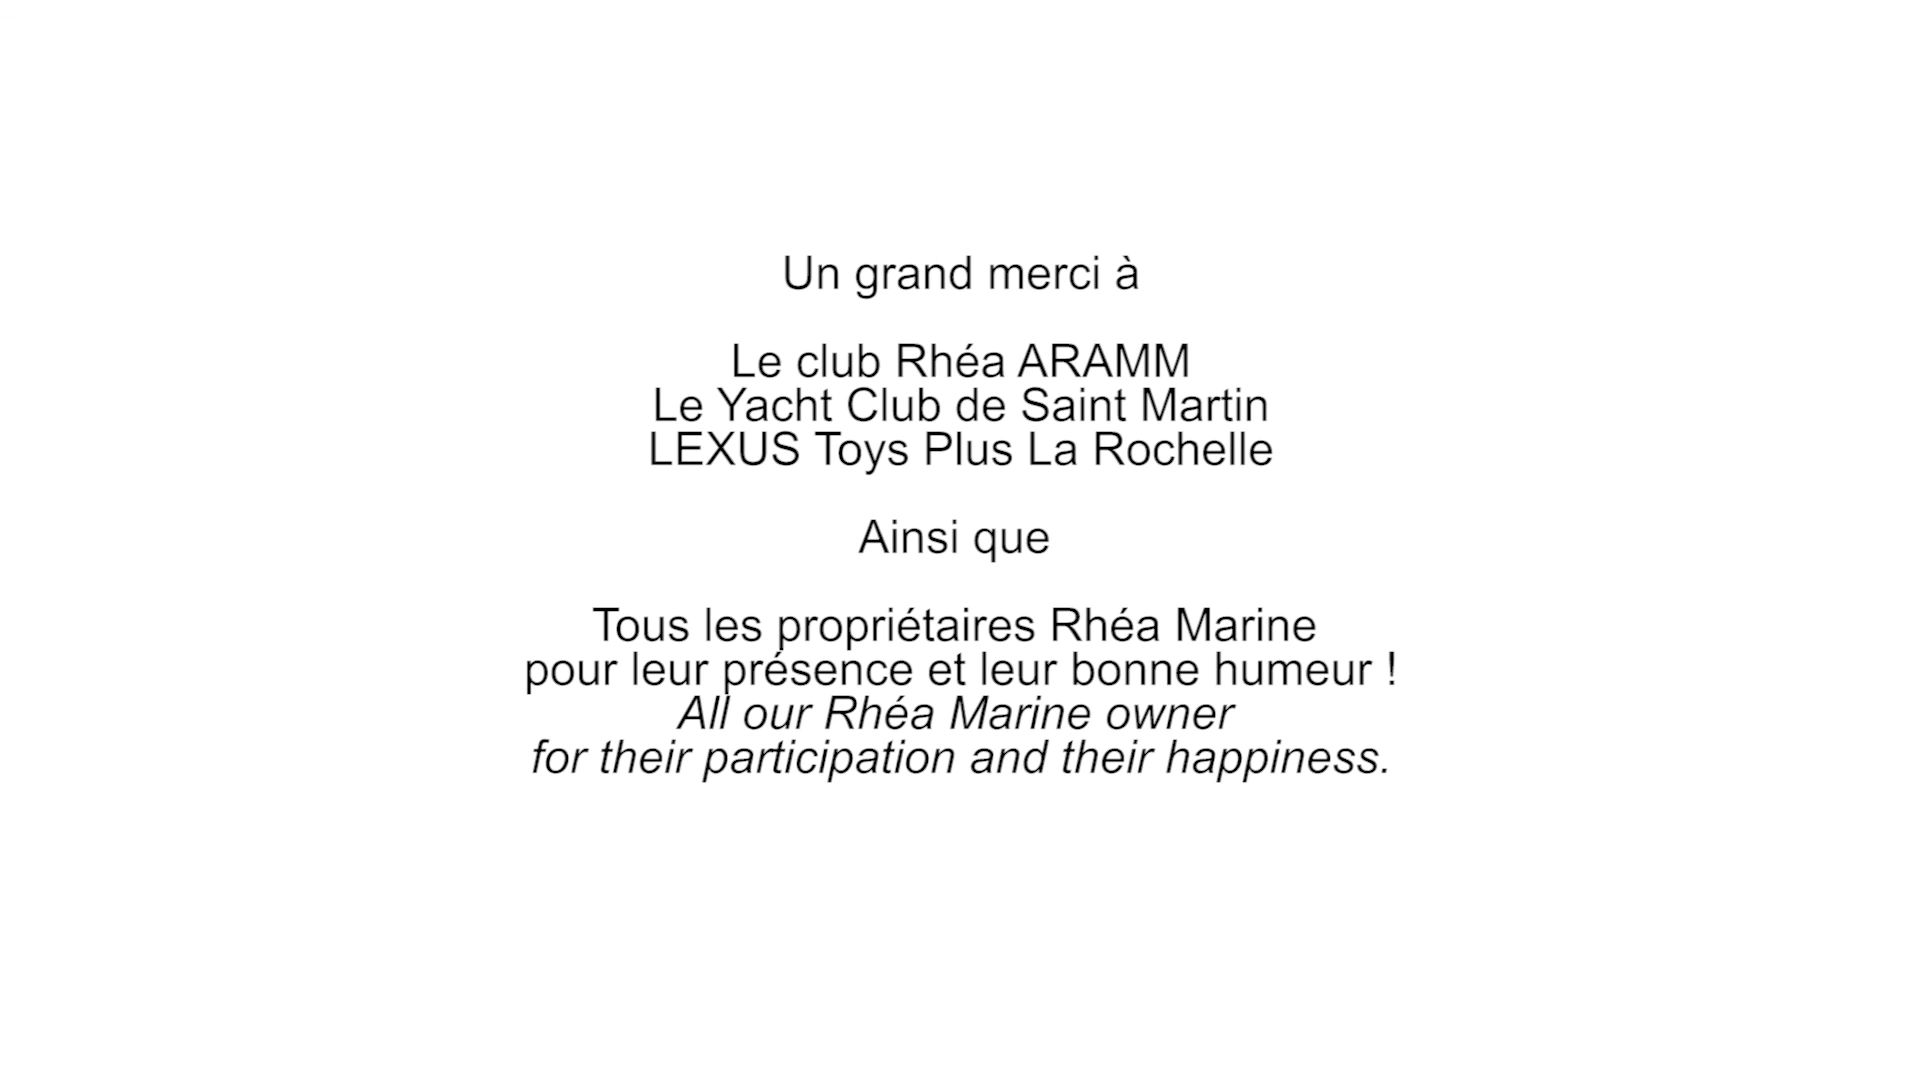 Un grand merci à
Le club Rhéa ARAMM
Le Yacht Club de Saint Martin
LEXUS Toys Plus La Rochelle
Ainsi que
Tous les propriétaires Rhéa Marine
pour leur présence et leur bonne humeur !
All our Rhéa Marine owner
for their participation and their happiness.